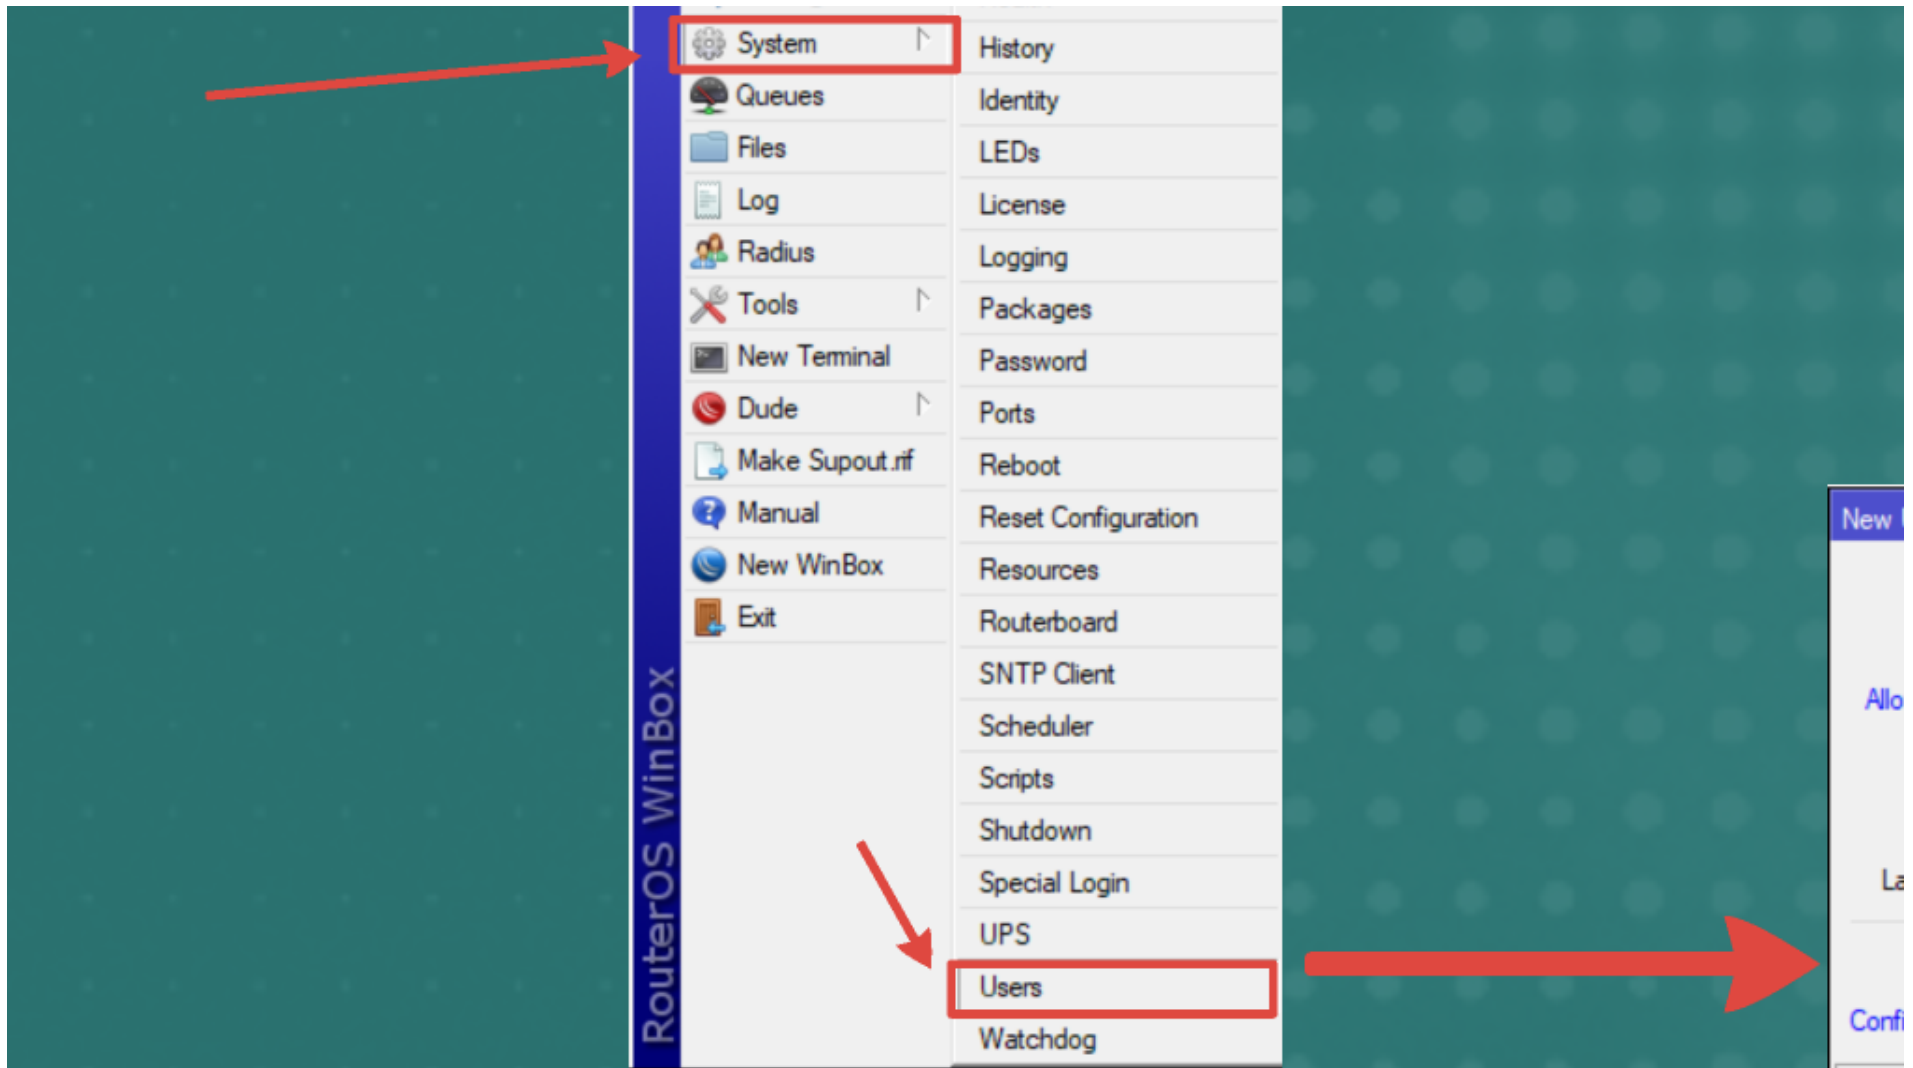 System
Queues
Files
Log
Radius
Tools
New Terminal
Dude
Make Supout.rif
Manual
New WinBox
Exit
RouterOS WinBox
History
Identity
LEDs
License
Logging
Packages
Password
Ports
Reboot
Reset Configuration
Resources
Routerboard
SNTP Client
Scheduler
Scripts
Shutdown
Special Login
UPS
Users
Watchdog
New